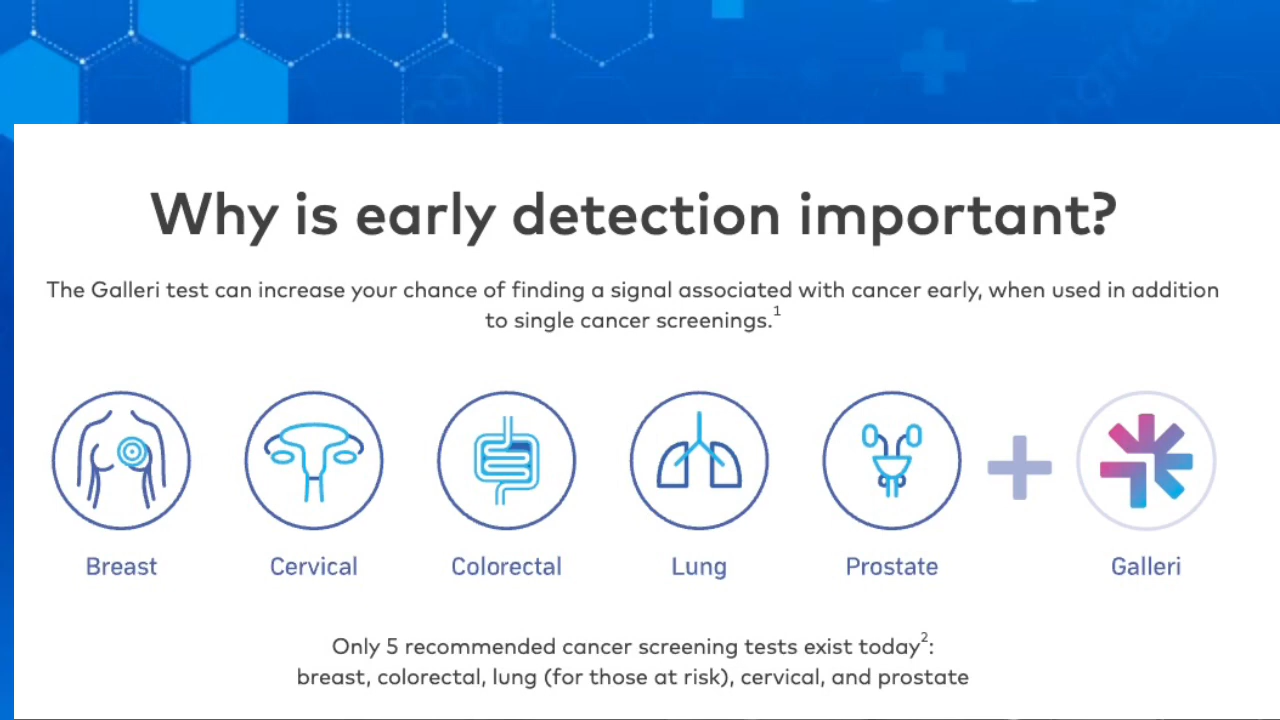 Why is early detection important?
The Galleri test can increase your chance of finding a signal associated with cancer early, when used in addition
to single cancer screenings.1
Breast
Cervical
Colorectal
Lung
Prostate
Galleri
Only 5 recommended cancer screening tests exist today2:
breast, colorectal, lung (for those at risk), cervical, and prostate